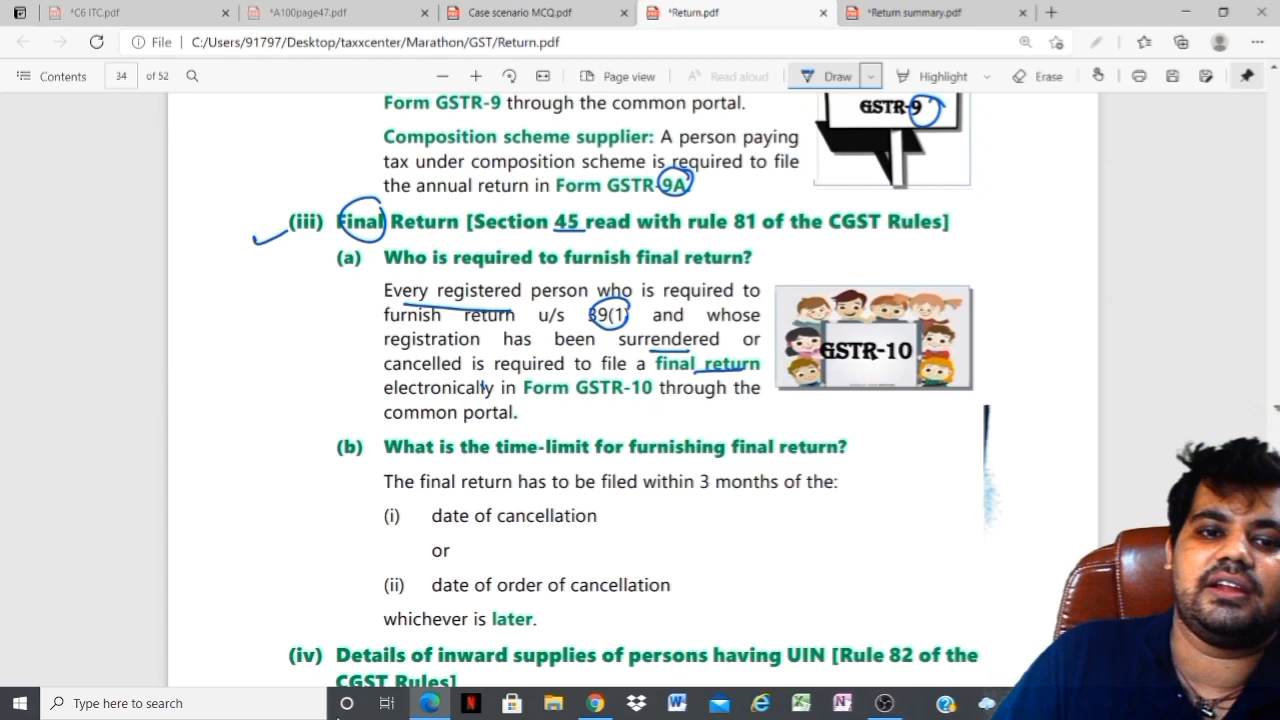 *C6 ITC.pdf
*A100page47.pdf
Case scenario MCQ.pdf
*Return.pdf
*Return summary.pdf
File
C:/Users/91797/Desktop/taxxcenter/Marathon/GST/Return.pdf
Contents
34
of 52
Page view
Read aloud
Draw
Highlight
Erase
Form GSTR-9 through the common portal.
GSTR-9
Composition scheme supplier: A person paying
tax under composition scheme is required to file
the annual return in Form GSTR-9A.
(iii) Final Return [Section 45 read with rule 81 of the CGST Rules]
(a) Who is required to furnish final return?
Every registered person who is required to
furnish return u/s 39(1) and whose
registration has been surrendered or
cancelled is required to file a final return
electronically in Form GSTR-10 through the
common portal.
GSTR-10
(b) What is the time-limit for furnishing final return?
The final return has to be filed within 3 months of the:
(i) date of cancellation
or
(ii) date of order of cancellation
whichever is later.
(iv) Details of inward supplies of persons having UIN [Rule 82 of the
CGST Rules]
Type here to search